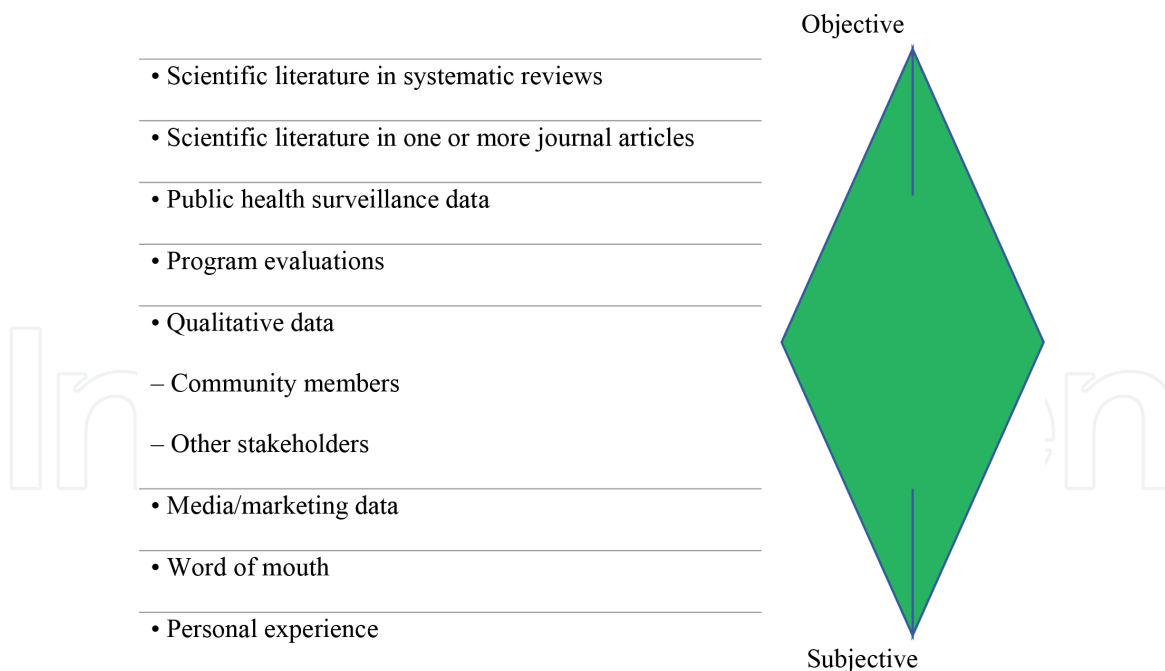 Objective
• Scientific literature in systematic reviews
• Scientific literature in one or more journal articles
• Public health surveillance data
• Program evaluations
• Qualitative data
– Community members
– Other stakeholders
• Media/marketing data
• Word of mouth
• Personal experience
Subjective